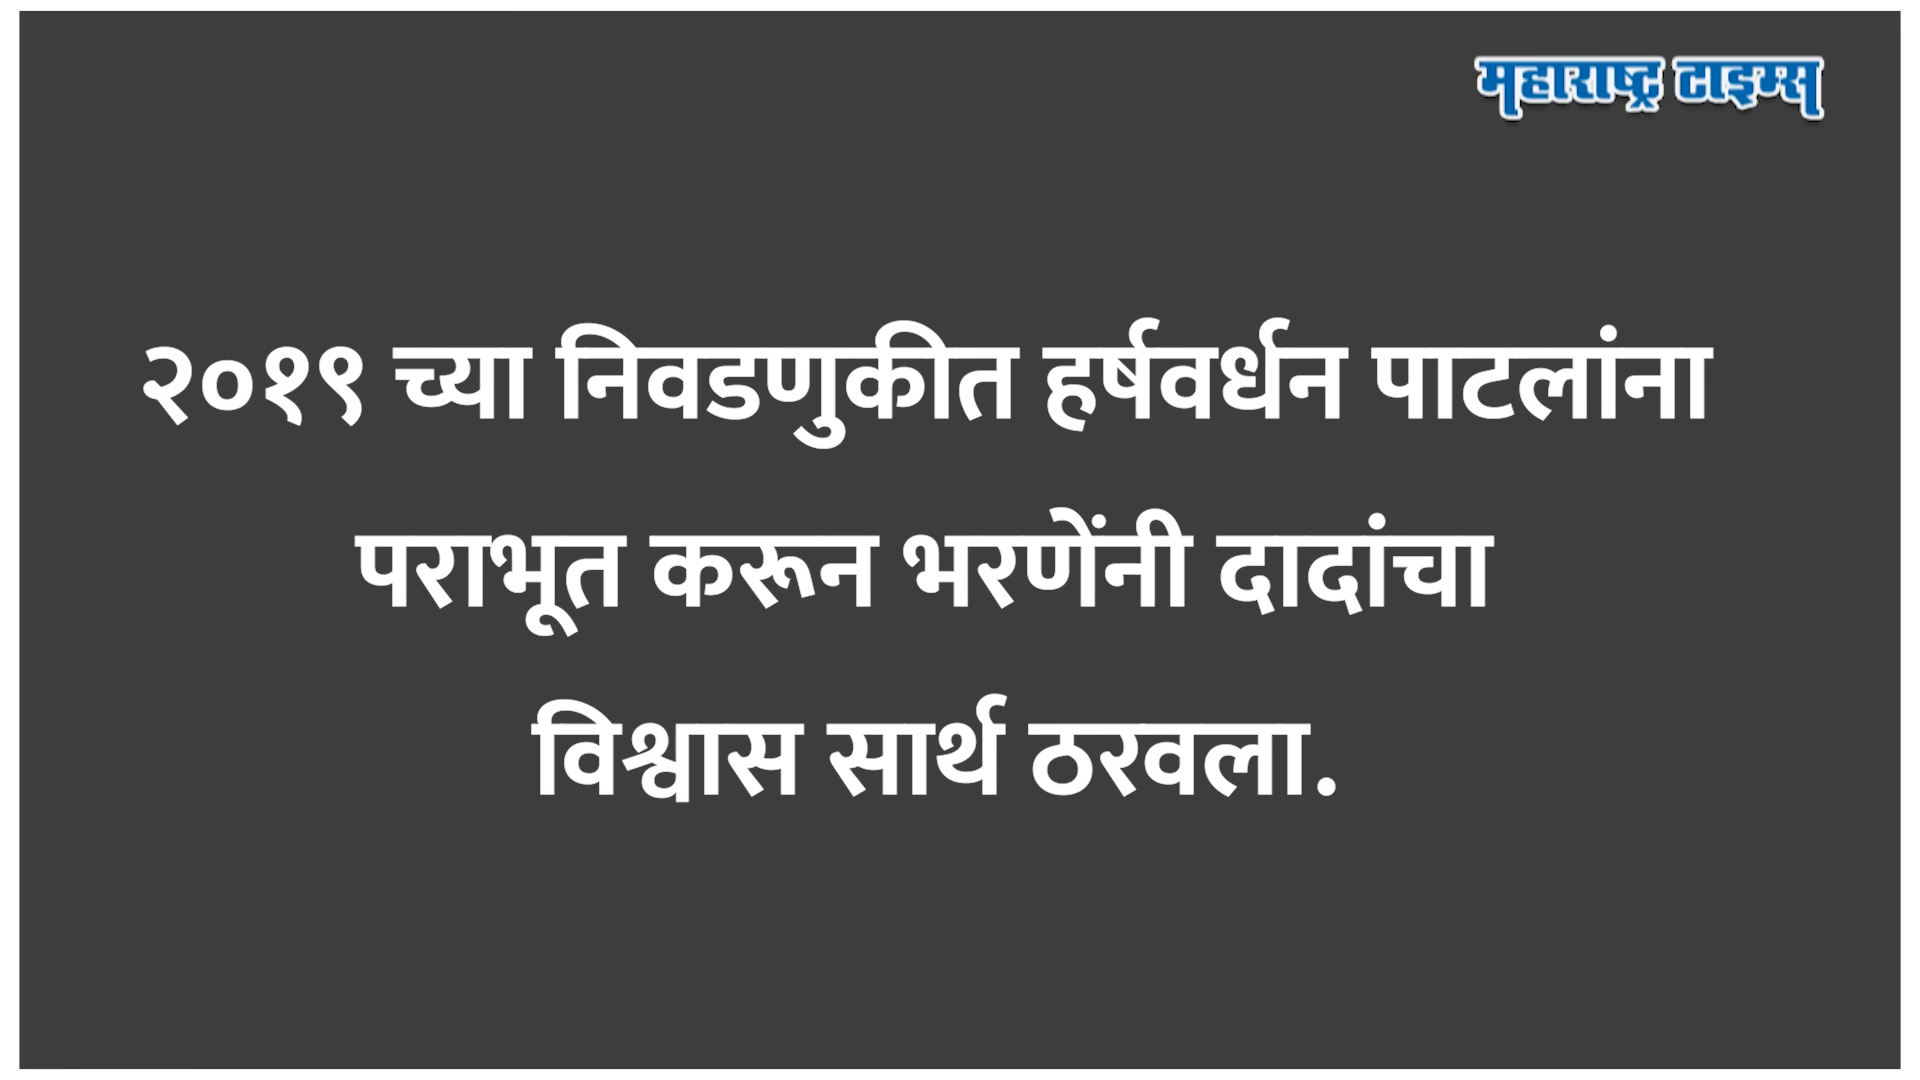 महाराष्ट्र टाइम्स
२०१९ च्या निवडणुकीत हर्षवर्धन पाटलांना
पराभूत करून भरणेंनी दादांचा
विश्वास सार्थ ठरवला.